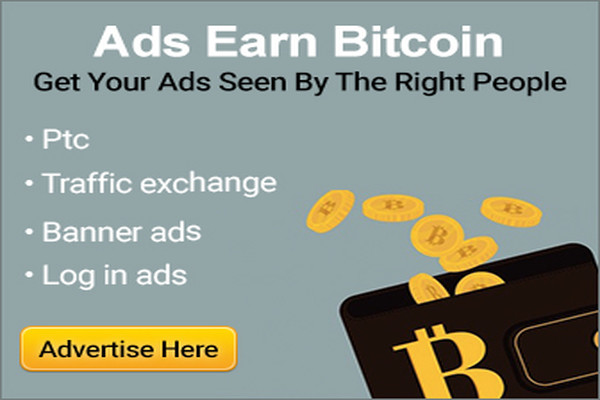 Ads Earn Bitcoin
Get Your Ads Seen By The Right People
• Ptc
• Traffic exchange
• Banner ads
• Log in ads
Advertise Here